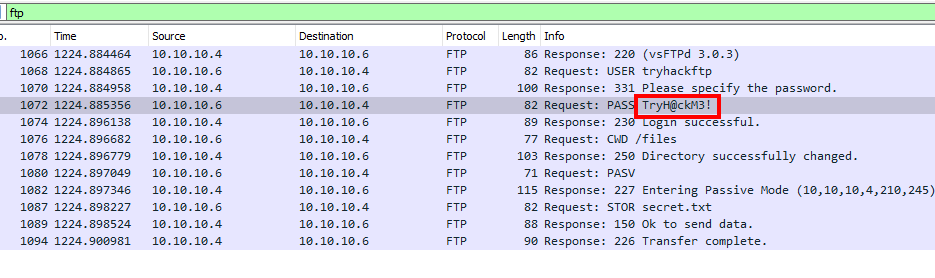 ftp
o. Time Source Destination Protocol Length Info
1066 1224.884464 10.10.10.4 10.10.10.6 FTP 86 Response: 220 (vsFTPd 3.0.3)
1068 1224.884865 10.10.10.6 10.10.10.4 FTP 82 Request: USER tryhackftp
1070 1224.884958 10.10.10.4 10.10.10.6 FTP 100 Response: 331 Please specify the password.
1072 1224.885356 10.10.10.6 10.10.10.4 FTP 82 Request: PASS TryH@ckM3!
1074 1224.896138 10.10.10.4 10.10.10.6 FTP 89 Response: 230 Login successful.
1076 1224.896682 10.10.10.6 10.10.10.4 FTP 77 Request: CWD /files
1078 1224.896779 10.10.10.4 10.10.10.6 FTP 103 Response: 250 Directory successfully changed.
1080 1224.897049 10.10.10.6 10.10.10.4 FTP 71 Request: PASV
1082 1224.897346 10.10.10.4 10.10.10.6 FTP 115 Response: 227 Entering Passive Mode (10,10,10,4,210,245)
1087 1224.898227 10.10.10.6 10.10.10.4 FTP 82 Request: STOR secret.txt
1089 1224.898524 10.10.10.4 10.10.10.6 FTP 88 Response: 150 Ok to send data.
1094 1224.900981 10.10.10.4 10.10.10.6 FTP 90 Response: 226 Transfer complete.